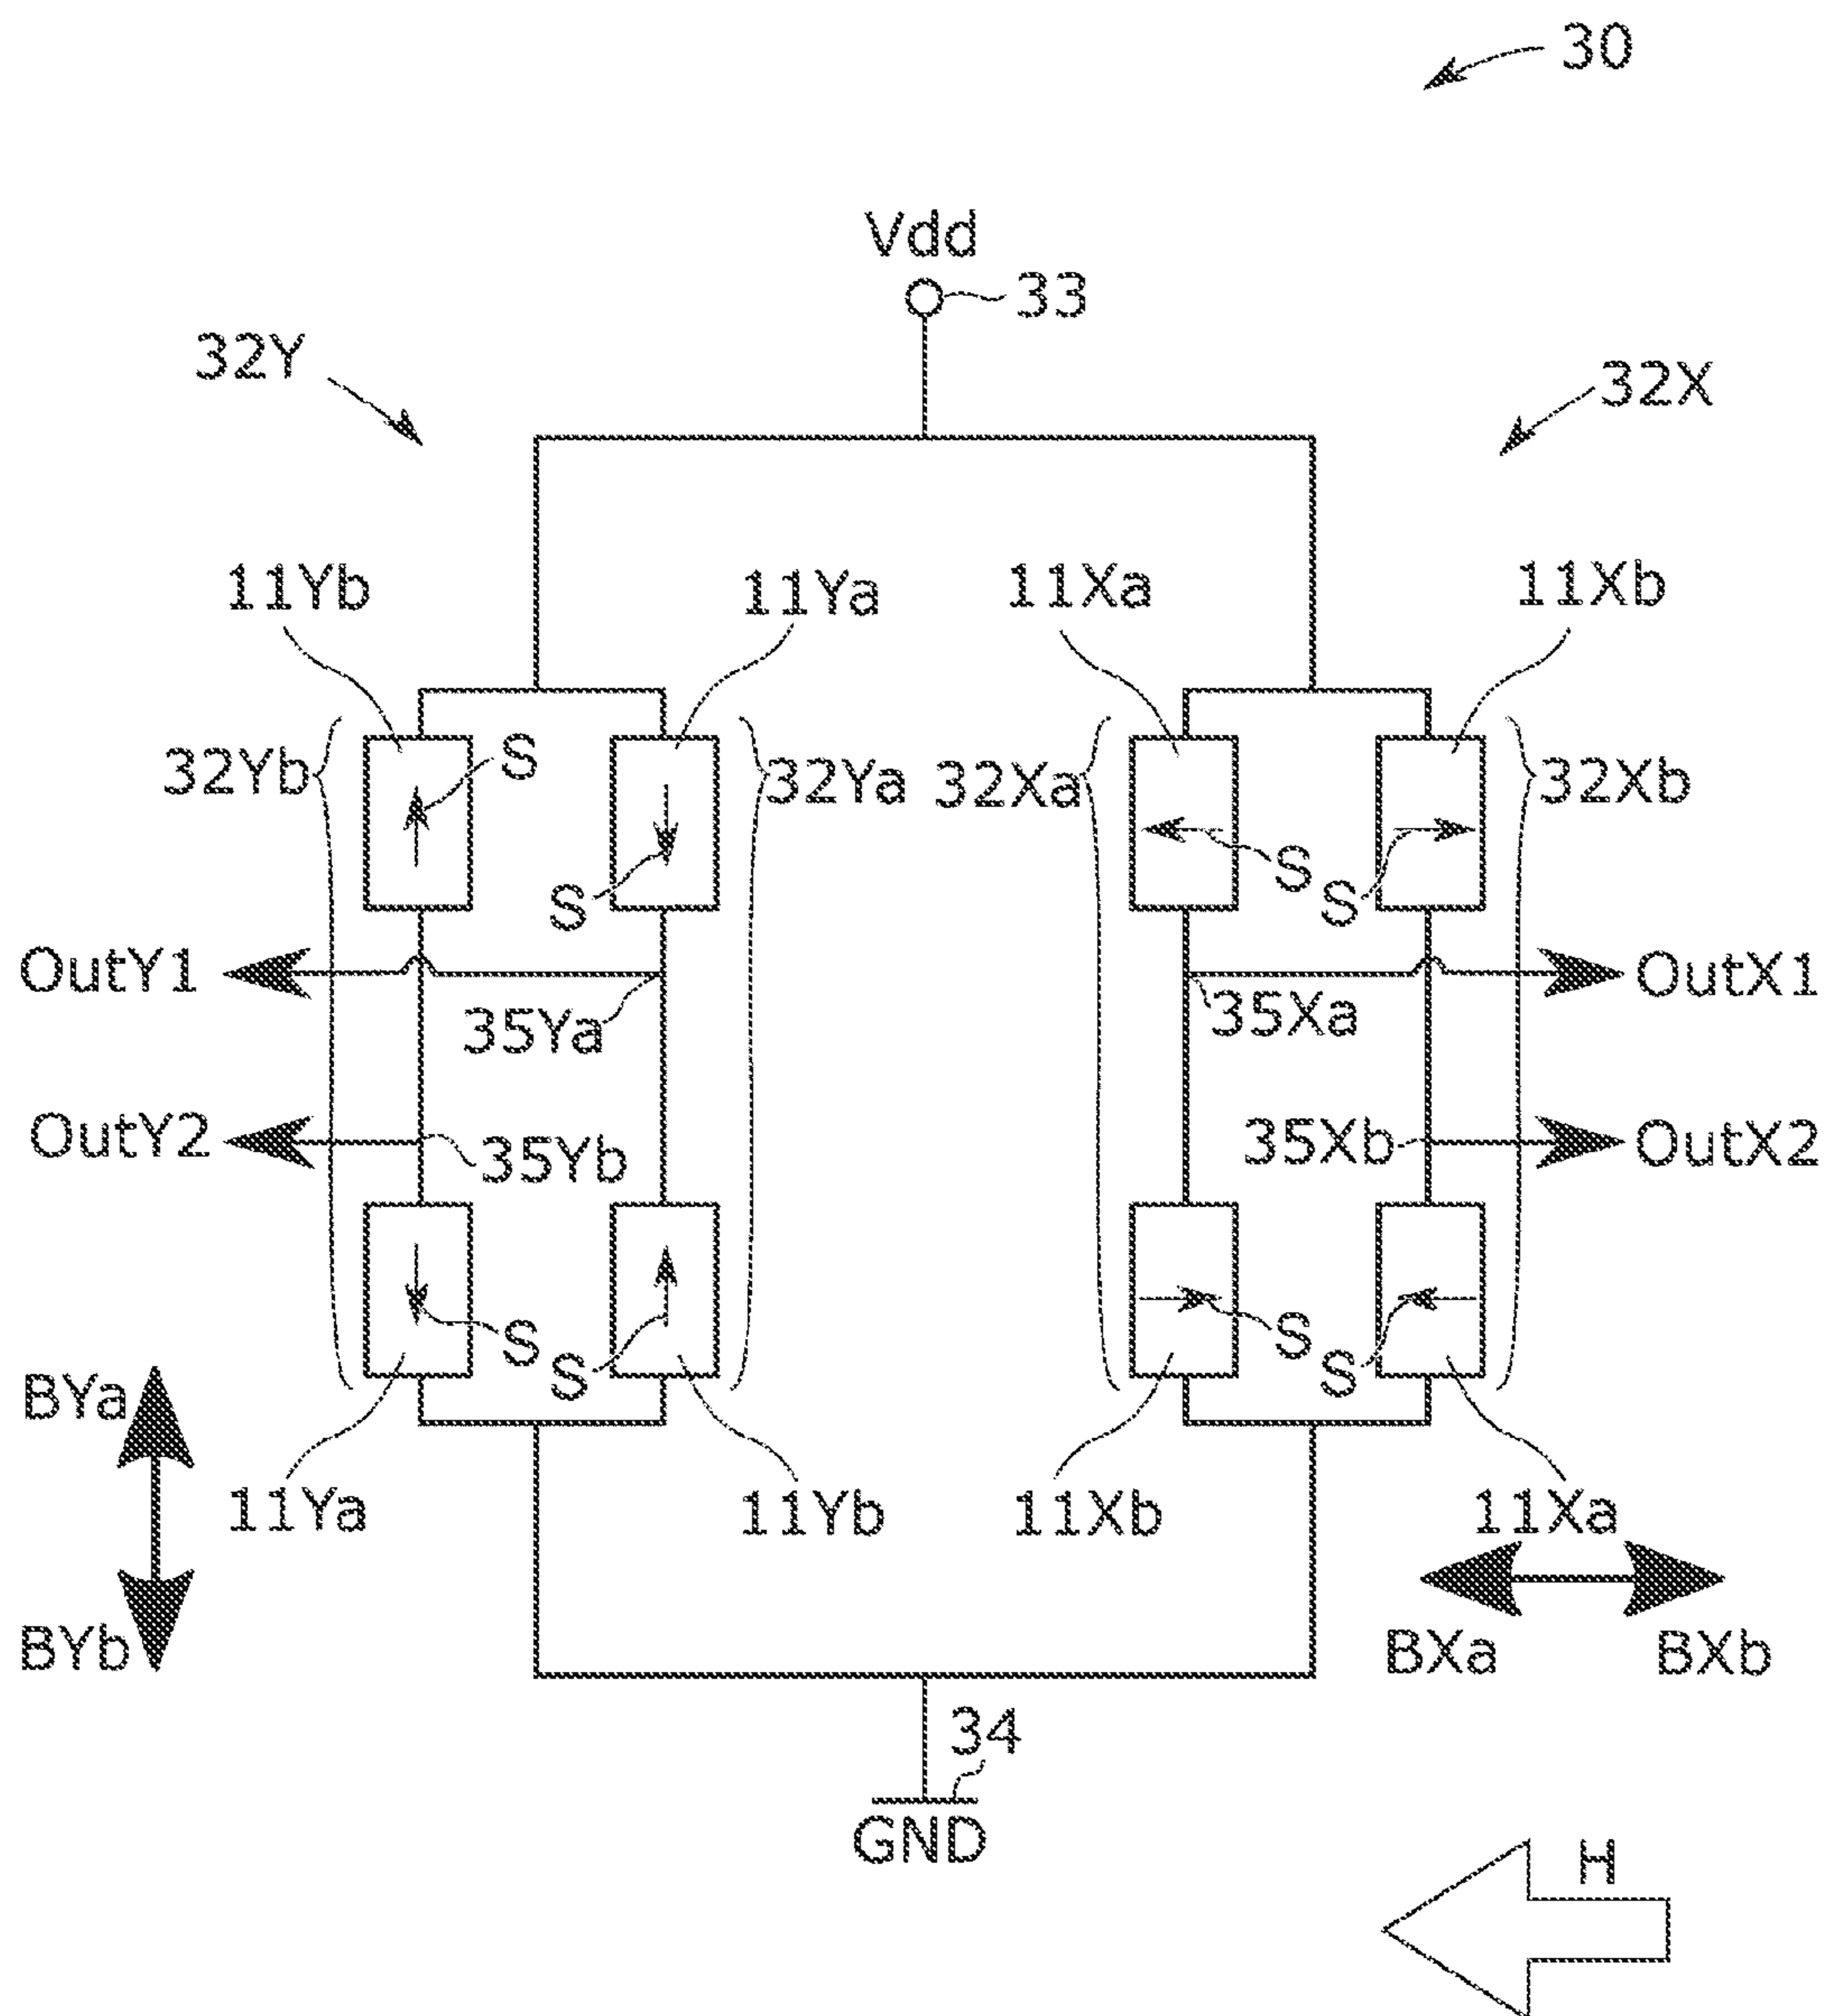 30
Vdd
33
32Y
32X
11Yb
11Ya
11Xa
11Xb
32Yb
S
32Ya
32Xa
32Xb
S
S
S
OutY1
OutX1
35Ya
35Xa
OutY2
35Yb
35Xb
OutX2
S
S
S
S
BYa
11Ya
11Yb
11Xb
11Xa
BYb
BXa
BXb
34
GND
H